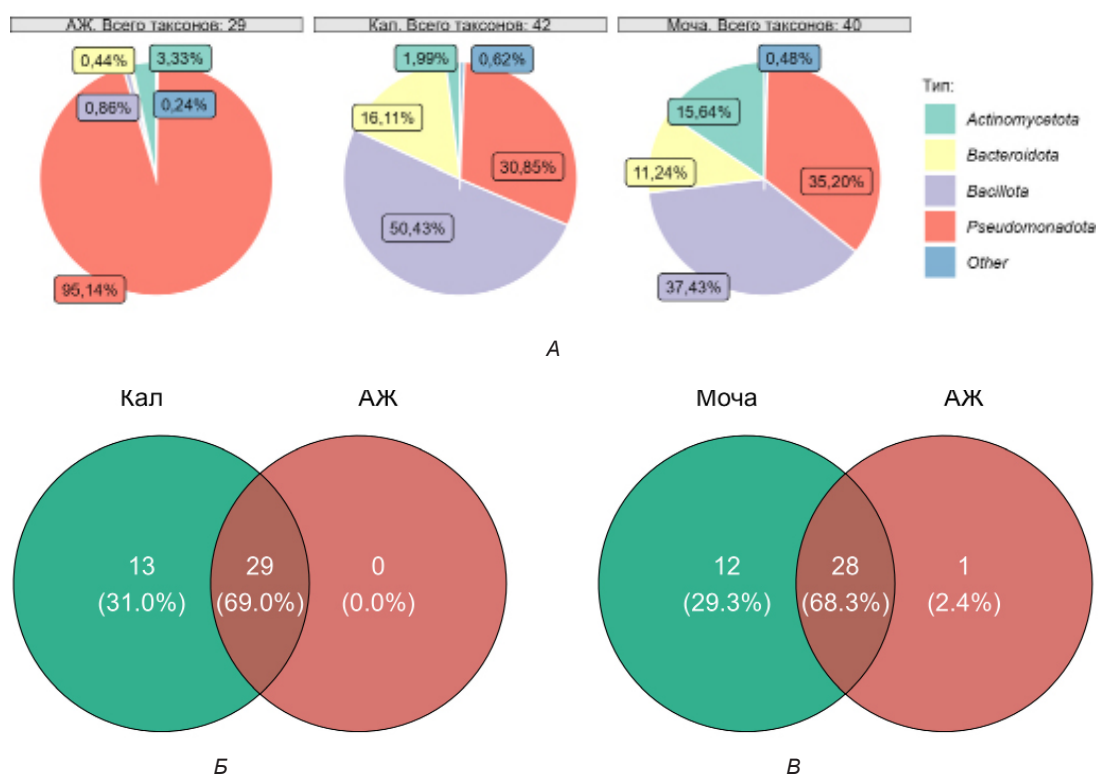 АЖ. Всего таксонов: 29
Кал. Всего таксонов: 42
Моча. Всего таксонов: 40
0,44%
3,33%
0,86%
0,24%
95,14%
1,99%
0,62%
16,11%
30,85%
50,43%
0,48%
15,64%
11,24%
35,20%
37,43%
Тип:
Actinomycetota
Bacteroidota
Bacillota
Pseudomonadota
Other
А
Кал
АЖ
13
(31.0%)
29
(69.0%)
0
(0.0%)
Б
Моча
АЖ
12
(29.3%)
28
(68.3%)
1
(2.4%)
В